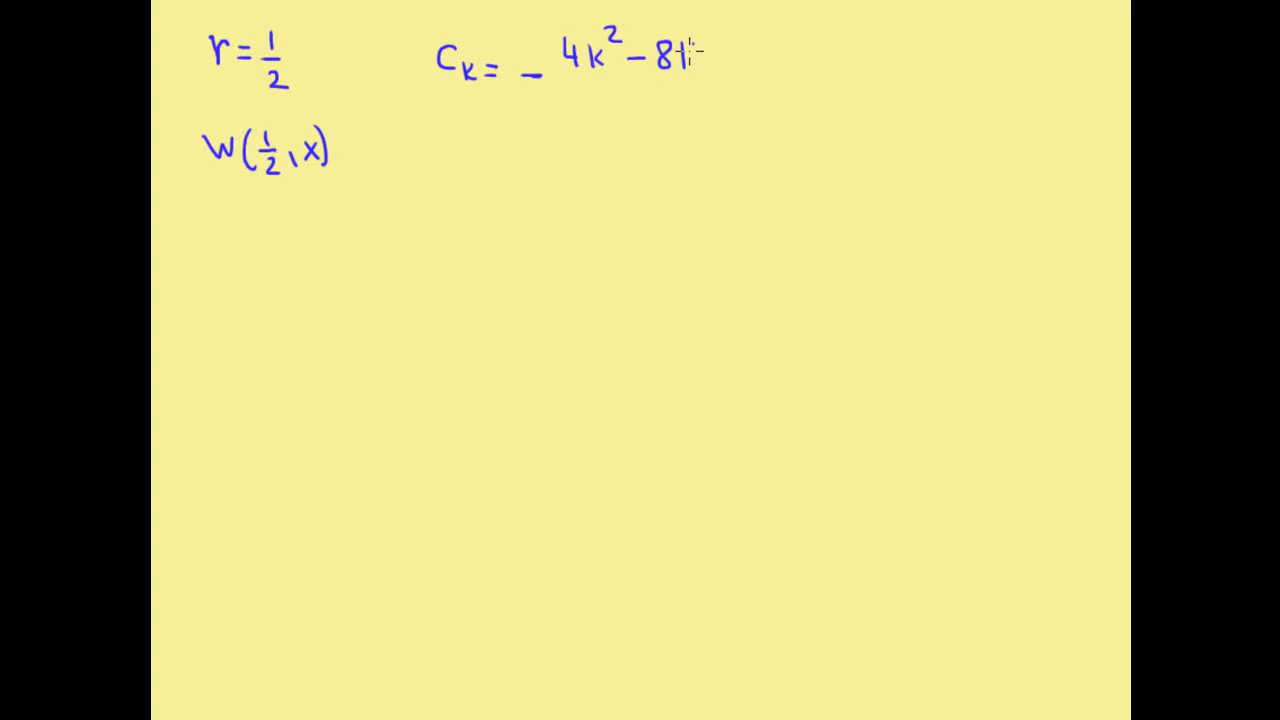 r = 1/2
C_k = - 4k² - 8
W(1/2, x)